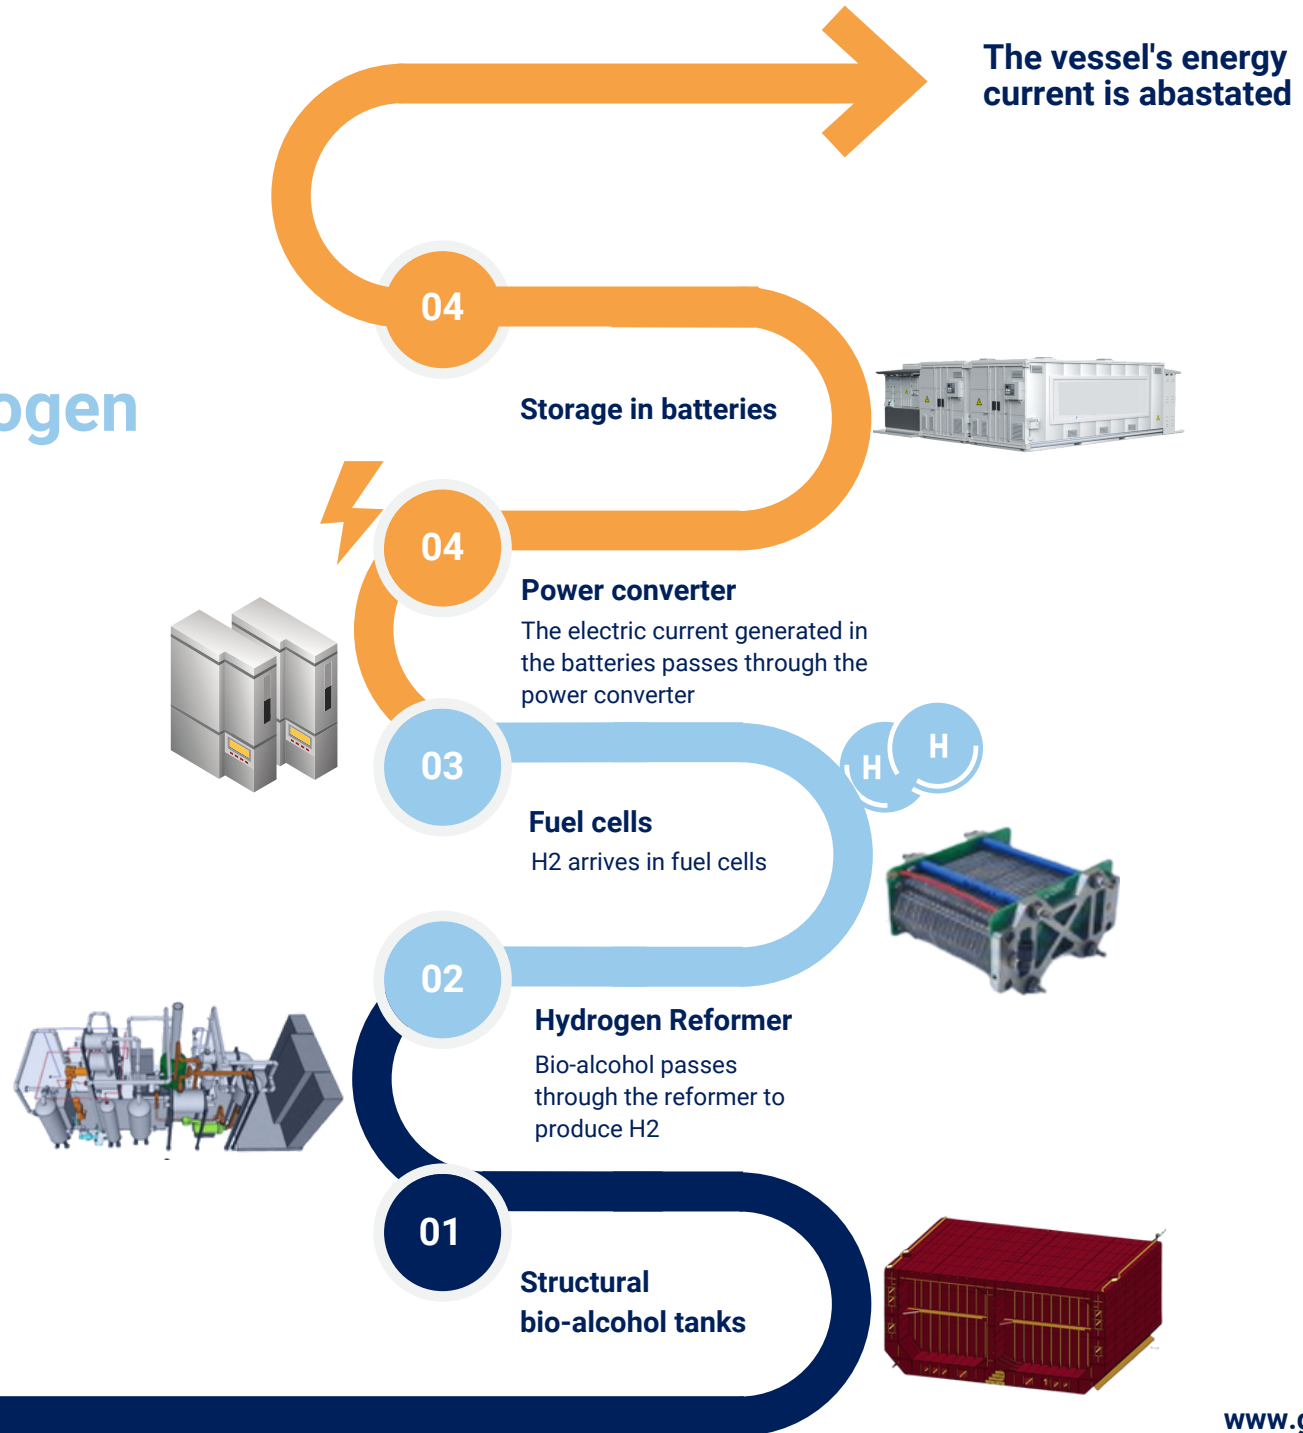 The vessel's energy
current is abastated
04
Storage in batteries
ogen
04
Power converter
The electric current generated in
the batteries passes through the
power converter
03
H
H
Fuel cells
H2 arrives in fuel cells
02
Hydrogen Reformer
Bio-alcohol passes
through the reformer to
produce H2
01
Structural
bio-alcohol tanks
www.g